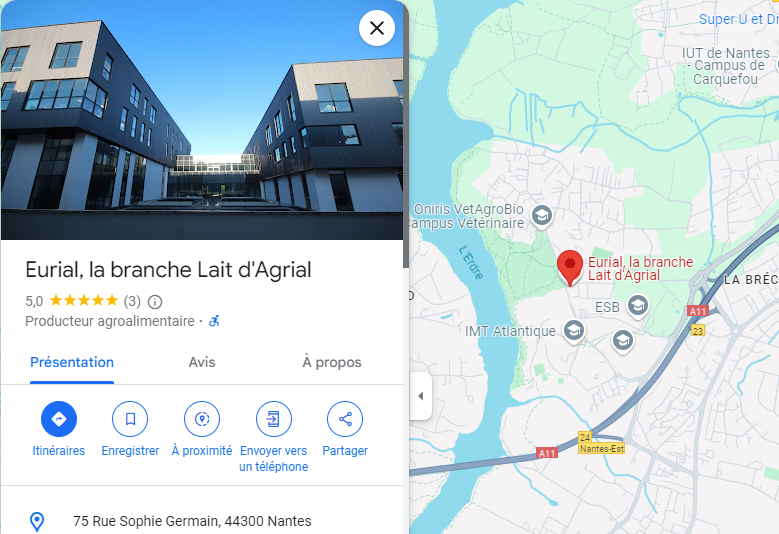 Eurial, la branche Lait d'Agrial
5,0 (3)
Producteur agroalimentaire ·
Présentation
Avis
À propos
Itinéraires
Enregistrer
À proximité
Envoyer vers
un téléphone
Partager
75 Rue Sophie Germain, 44300 Nantes
Super U et Dr
IUT de Nantes
- Campus de
Carquefou
Oniris VetAgroBio
Campus Vétérinaire
L'Erdre
Eurial, la branche
Lait d'Agrial
LA BRÉC
A11
ESB
23
IMT Atlantique
24
Nantes-Est
A11